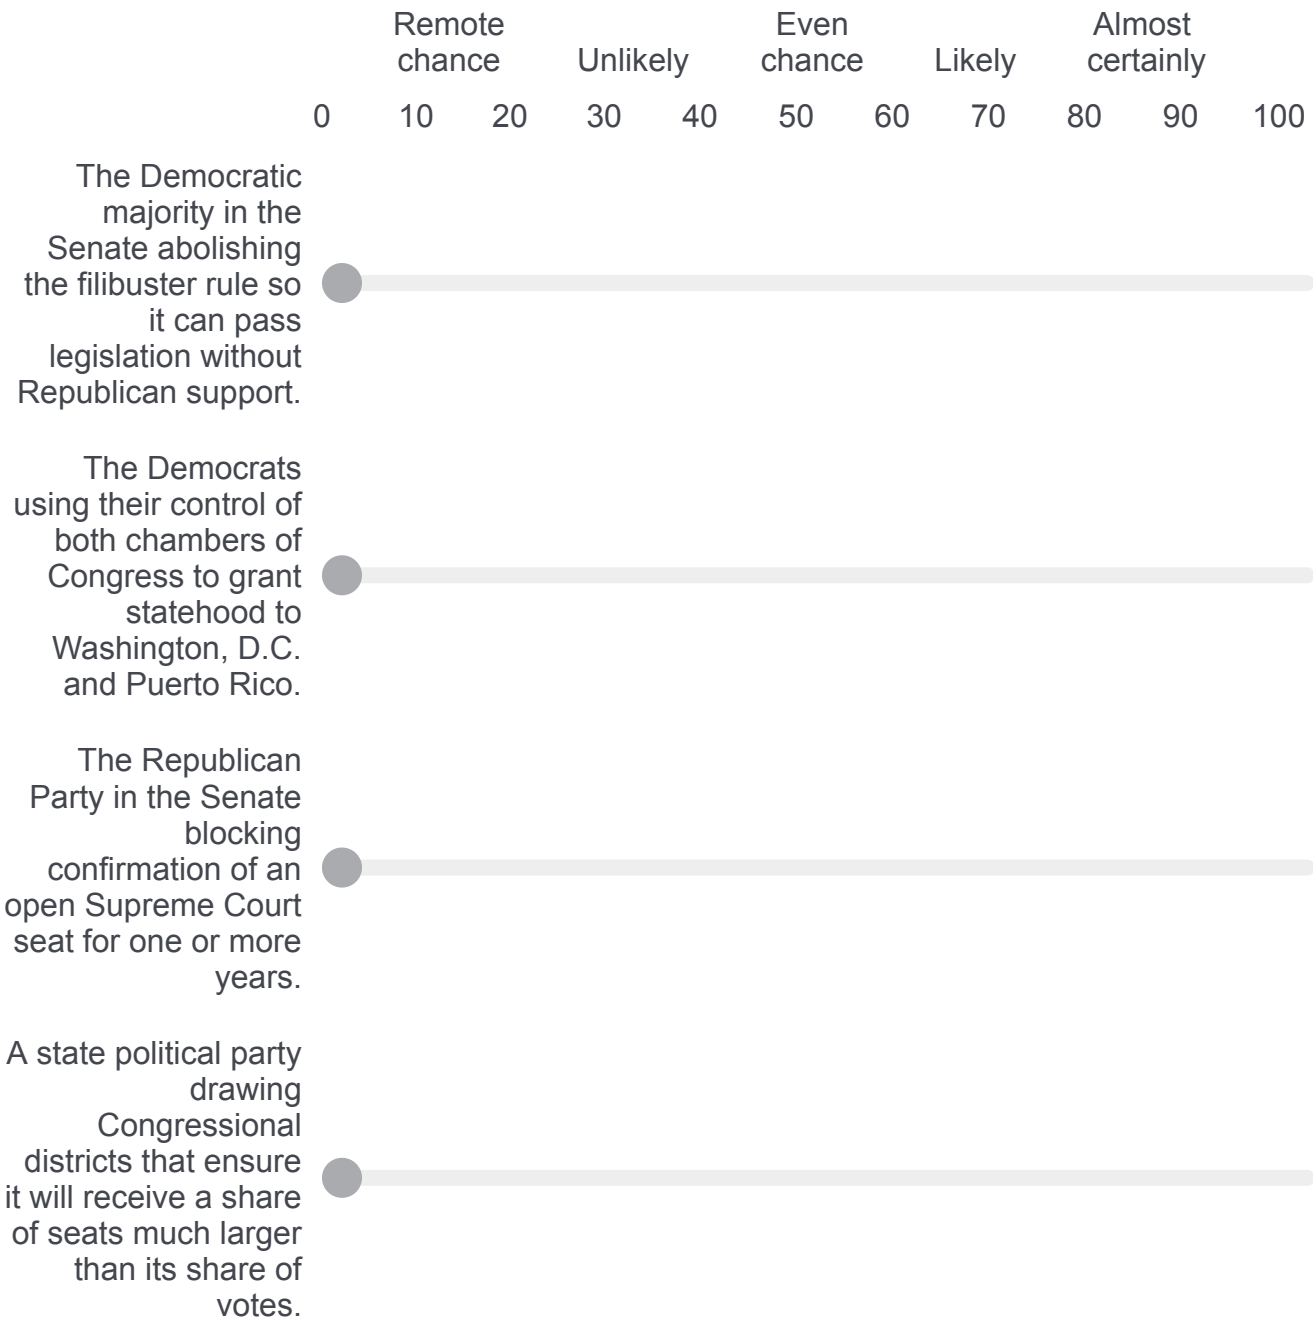 Remote Even Almost
chance Unlikely chance Likely certainly
0 10 20 30 40 50 60 70 80 90 100
The Democratic
majority in the
Senate abolishing
the filibuster rule so
it can pass
legislation without
Republican support.
The Democrats
using their control of
both chambers of
Congress to grant
statehood to
Washington, D.C.
and Puerto Rico.
The Republican
Party in the Senate
blocking
confirmation of an
open Supreme Court
seat for one or more
years.
A state political party
drawing
Congressional
districts that ensure
it will receive a share
of seats much larger
than its share of
votes.